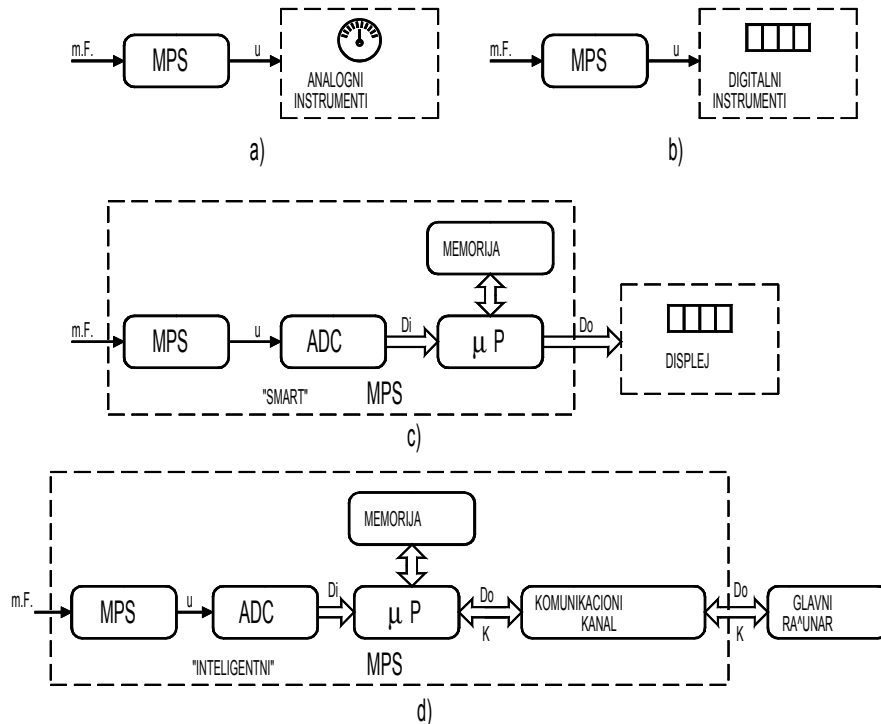 m.F.
MPS
u
ANALOGNI
INSTRUMENTI
a)
m.F.
MPS
u
DIGITALNI
INSTRUMENTI
b)
MEMORIJA
m.F.
MPS
u
ADC
Di
μ P
Do
DISPLEJ
"SMART" MPS
c)
MEMORIJA
m.F.
MPS
u
ADC
Di
μ P
Do
K
KOMUNIKACIONI
KANAL
Do
K
GLAVNI
RA^UNAR
"INTELIGENTNI" MPS
d)